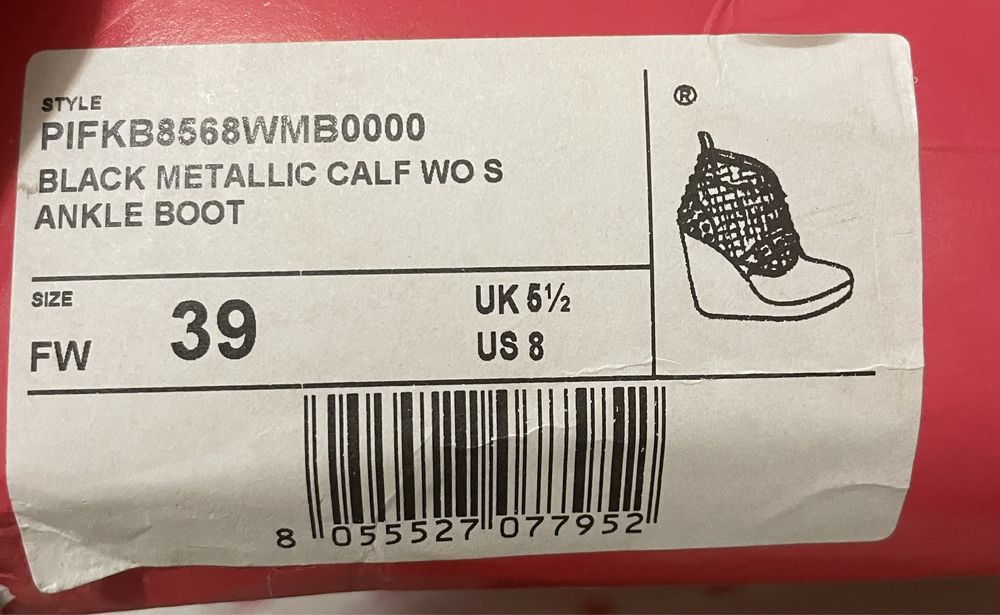 STYLE
PIFKB8568WMB0000
BLACK METALLIC CALF WO S
ANKLE BOOT
SIZE
FW 39
UK 5½
US 8
®
8 055527 077952